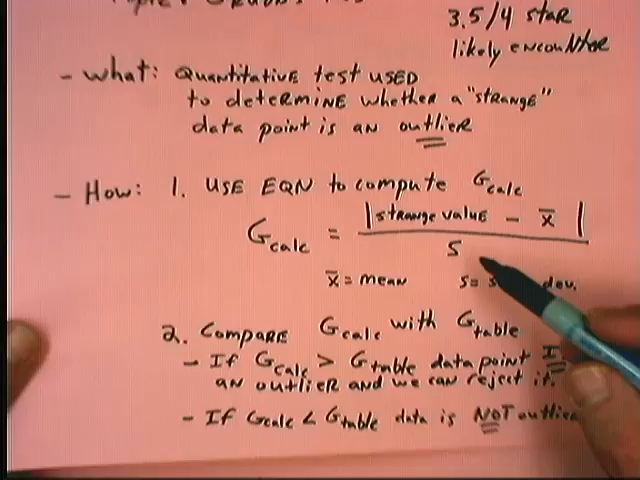 3.5/4 star
likely encounter
- What: Quantitative test used
to determine whether a "strange"
data point is an outlier
- How: 1. Use eqn to compute Gcalc
Gcalc = |strange value - x̄| / s
x̄ = mean s = dev.
2. Compare Gcalc with Gtable
- If Gcalc > Gtable data point
an outlier and we can reject it.
- If Gcalc < Gtable data is NOT outlier